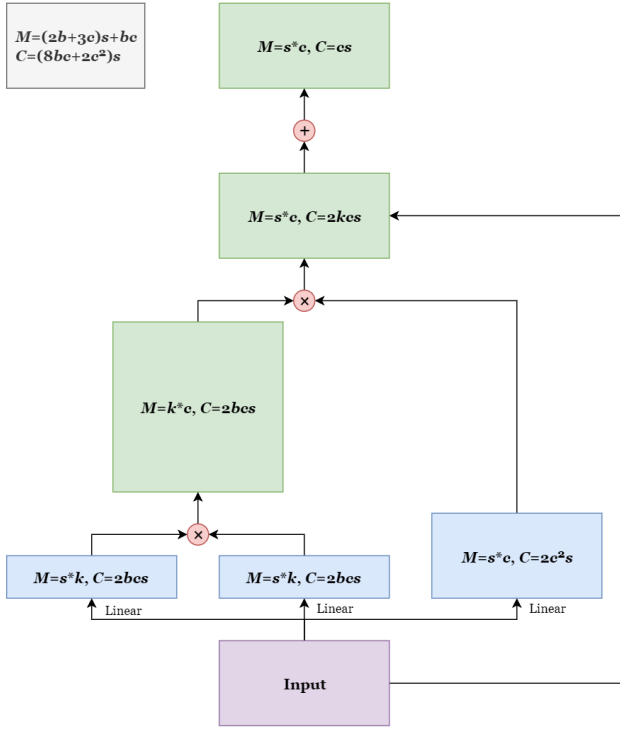 M=(2b+3c)s+bc
C=(8bc+2c²)s
M=s*c, C=cs
+
M=s*c, C=2kcs
×
M=k*c, C=2bcs
×
M=s*k, C=2bcs
M=s*k, C=2bcs
M=s*c, C=2c²s
Linear
Linear
Linear
Input